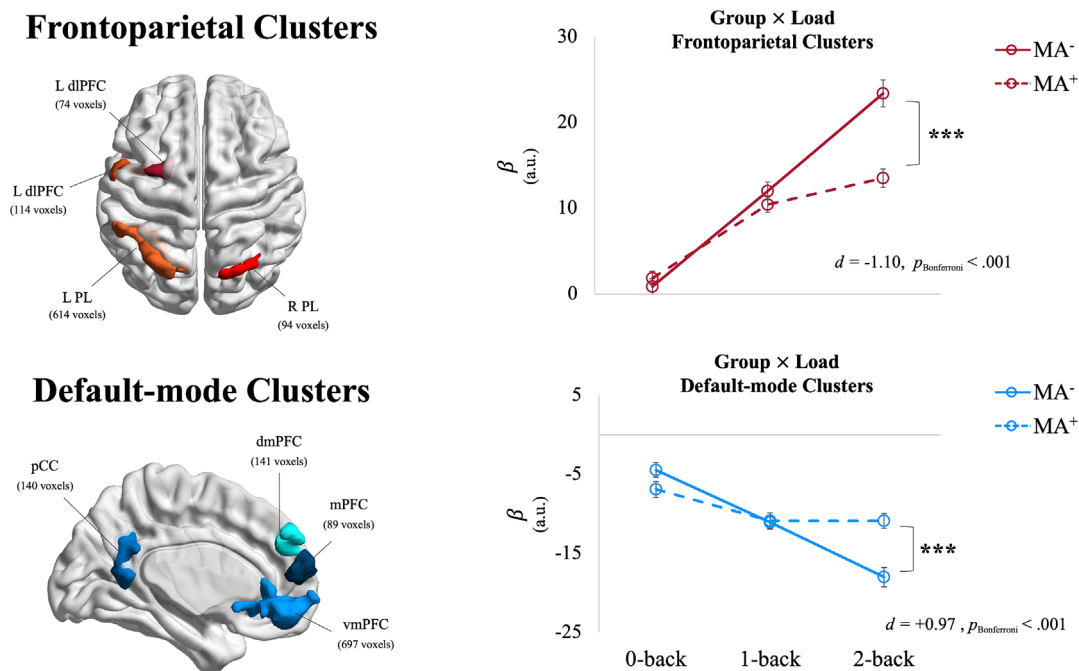 Frontoparietal Clusters
L dlPFC
(74 voxels)
L dlPFC
(114 voxels)
L PL
(614 voxels)
R PL
(94 voxels)
Group × Load
Frontoparietal Clusters
30
20
10
0
β
(a.u.)
MA-
MA+
***
d = -1.10, pBonferroni < .001
Default-mode Clusters
dmPFC
(141 voxels)
pCC
(140 voxels)
mPFC
(89 voxels)
vmPFC
(697 voxels)
Group × Load
Default-mode Clusters
5
-5
-15
-25
β
(a.u.)
MA-
MA+
***
d = +0.97 , pBonferroni < .001
0-back 1-back 2-back